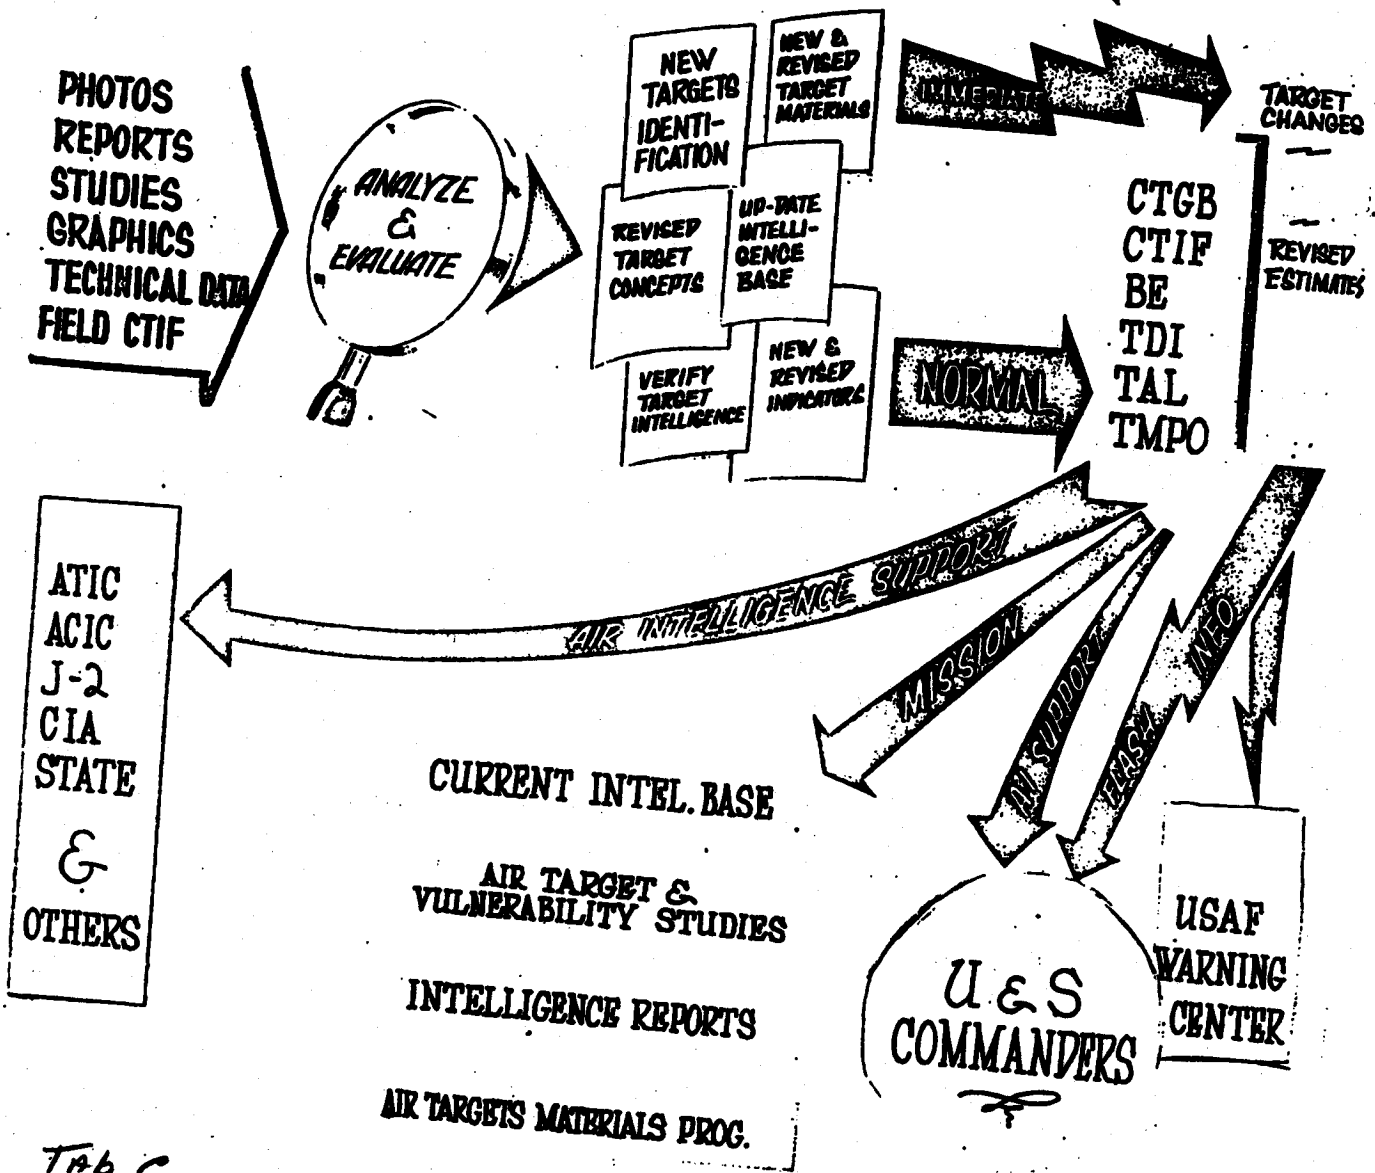 PHOTOS
REPORTS
STUDIES
GRAPHICS
TECHNICAL DATA
FIELD CTIF
ANALYZE
&
EVALUATE
NEW
TARGETS
IDENTI-
FICATION
NEW &
REVISED
TARGET
MATERIALS
REVISED
TARGET
CONCEPTS
UP-DATE
INTELLI-
GENCE
BASE
VERIFY
TARGET
INTELLIGENCE
NEW &
REVISED
INDICATORS
IMMEDIATE
NORMAL
TARGET
CHANGES
REVISED
ESTIMATES
CTGB
CTIF
BE
TDI
TAL
TMPO
AIR INTELLIGENCE SUPPORT
MISSION
A/I SUPPORT
FLASH INFO
ATIC
ACIC
J-2
CIA
STATE
&
OTHERS
CURRENT INTEL. BASE
AIR TARGET &
VULNERABILITY STUDIES
INTELLIGENCE REPORTS
AIR TARGETS MATERIALS PROG.
U & S
COMMANDERS
USAF
WARNING
CENTER
TAB C